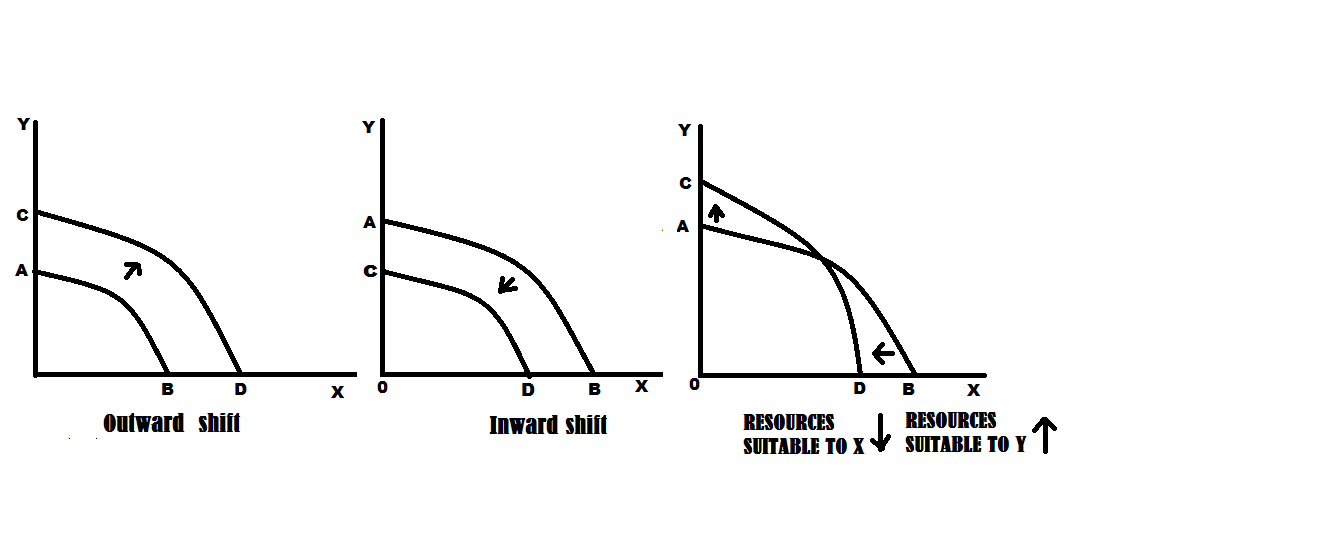 Y
C
A
B
D
X
Outward shift
Y
A
C
0
D
B
X
Inward shift
Y
C
A
0
D
B
X
RESOURCES
SUITABLE TO X
RESOURCES
SUITABLE TO Y